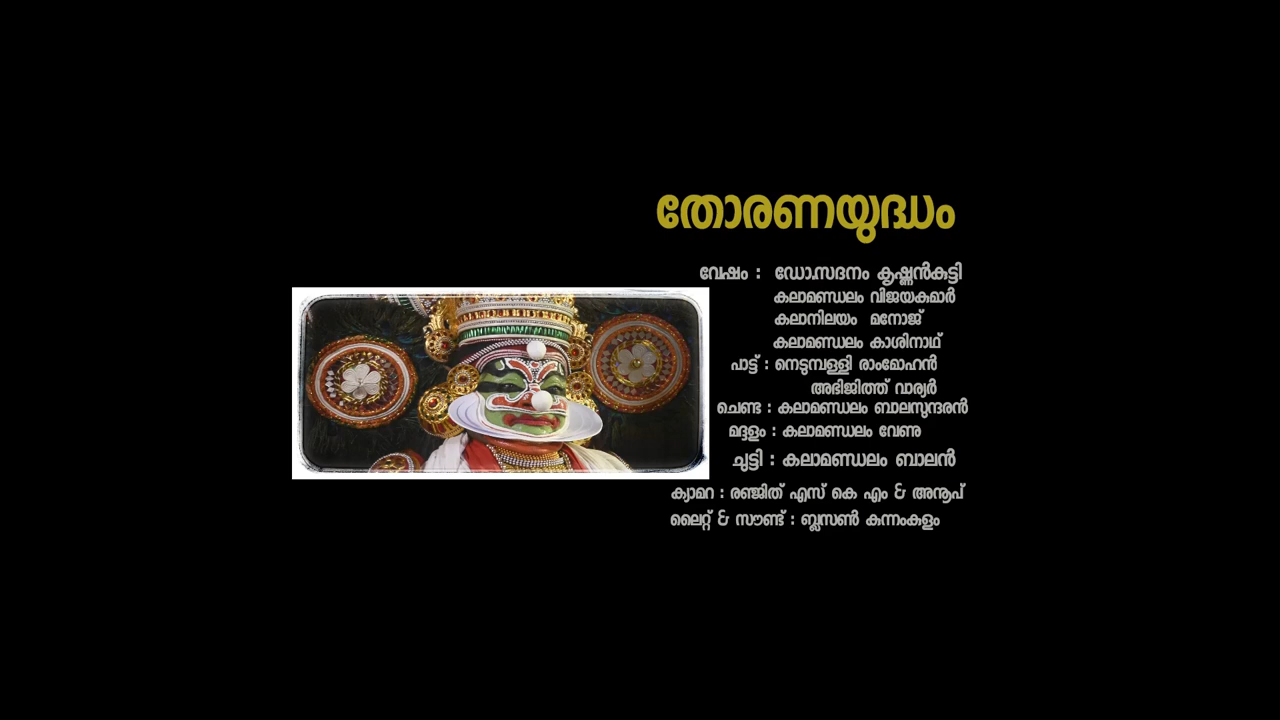 തോരണയുദ്ധം
വേഷം : ഡോ.സദനം കൃഷ്ണൻകുട്ടി
കലാമണ്ഡലം വിജയകുമാർ
കലാനിലയം മനോജ്
കലാമണ്ഡലം കാശിനാഥ്
പാട്ട് : നെടുമ്പള്ളി രാംമോഹൻ
അഭിജിത്ത് വാര്യർ
ചെണ്ട : കലാമണ്ഡലം ബാലസുന്ദരൻ
മദ്ദളം : കലാമണ്ഡലം വേണു
ചുട്ടി : കലാമണ്ഡലം ബാലൻ
ക്യാമറ : രഞ്ജിത് എസ് കെ എം & അനൂപ്
ലൈറ്റ് & സൗണ്ട് : ബ്ലസൺ കുന്നംകുളം